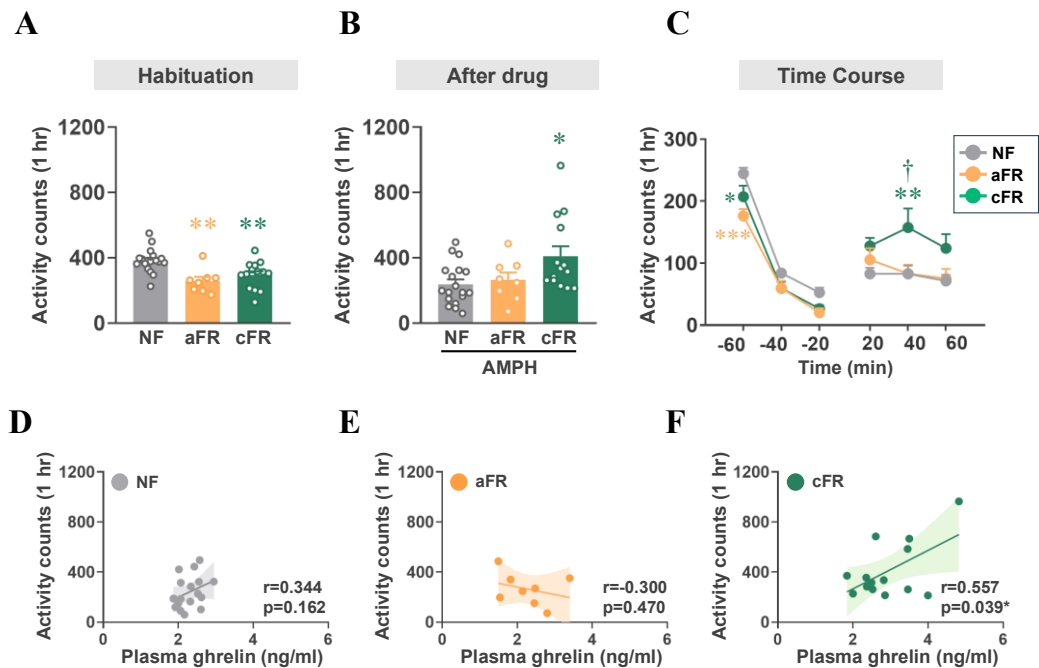 A
B
C
Habituation
After drug
Time Course
Activity counts (1 hr)
1200
800
400
0
**
**
NF
aFR
cFR
Activity counts (1 hr)
1200
800
400
0
*
NF
aFR
cFR
AMPH
Activity counts (1 hr)
300
200
100
0
*
***
†
**
NF
aFR
cFR
-60
-40
-20
20
40
60
Time (min)
D
E
F
Activity counts (1 hr)
1200
800
400
0
NF
r=0.344
p=0.162
0
2
4
6
Plasma ghrelin (ng/ml)
Activity counts (1 hr)
1200
800
400
0
aFR
r=-0.300
p=0.470
0
2
4
6
Plasma ghrelin (ng/ml)
Activity counts (1 hr)
1200
800
400
0
cFR
r=0.557
p=0.039*
0
2
4
6
Plasma ghrelin (ng/ml)